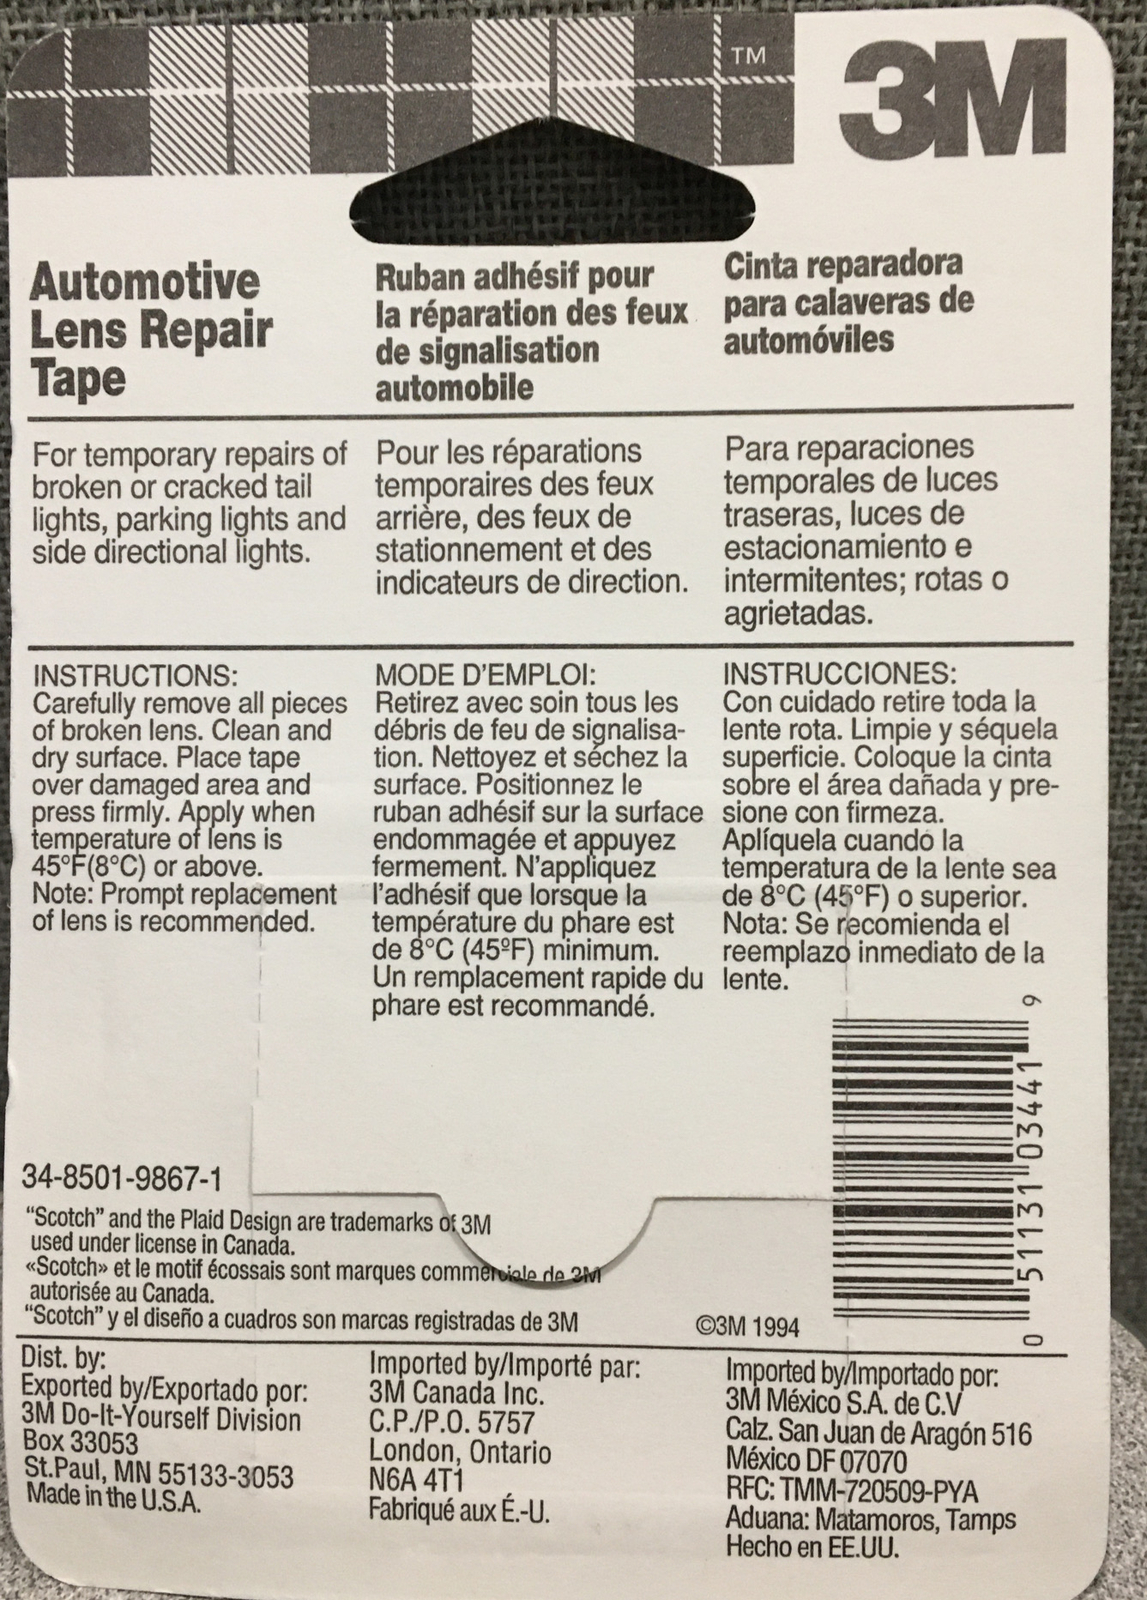 TM
3M
Automotive
Lens Repair
Tape
Ruban adhésif pour
la réparation des feux
de signalisation
automobile
Cinta reparadora
para calaveras de
automóviles
For temporary repairs of
broken or cracked tail
lights, parking lights and
side directional lights.
Pour les réparations
temporaires des feux
arrière, des feux de
stationnement et des
indicateurs de direction.
Para reparaciones
temporales de luces
traseras, luces de
estacionamiento e
intermitentes; rotas o
agrietadas.
INSTRUCTIONS:
Carefully remove all pieces
of broken lens. Clean and
dry surface. Place tape
over damaged area and
press firmly. Apply when
temperature of lens is
45°F(8°C) or above.
Note: Prompt replacement
of lens is recommended.
MODE D'EMPLOI:
Retirez avec soin tous les
débris de feu de signalisa-
tion. Nettoyez et séchez la
surface. Positionnez le
ruban adhésif sur la surface
endommagée et appuyez
fermement. N'appliquez
l'adhésif que lorsque la
température du phare est
de 8°C (45ºF) minimum.
Un remplacement rapide du
phare est recommandé.
INSTRUCCIONES:
Con cuidado retire toda la
lente rota. Limpie y séquela
superficie. Coloque la cinta
sobre el área dañada y pre-
sione con firmeza.
Aplíquela cuando la
temperatura de la lente sea
de 8°C (45°F) o superior.
Nota: Se recomienda el
reemplazo inmediato de la
lente.
0 51131 03441 9
34-8501-9867-1
"Scotch" and the Plaid Design are trademarks of 3M
used under license in Canada.
«Scotch» et le motif écossais sont marques commerciale de 3M
autorisée au Canada.
"Scotch" y el diseño a cuadros son marcas registradas de 3M
©3M 1994
Dist. by:
Exported by/Exportado por:
3M Do-It-Yourself Division
Box 33053
St.Paul, MN 55133-3053
Made in the U.S.A.
Imported by/Importé par:
3M Canada Inc.
C.P./P.O. 5757
London, Ontario
N6A 4T1
Fabriqué aux É.-U.
Imported by/Importado por:
3M México S.A. de C.V
Calz. San Juan de Aragón 516
México DF 07070
RFC: TMM-720509-PYA
Aduana: Matamoros, Tamps
Hecho en EE.UU.